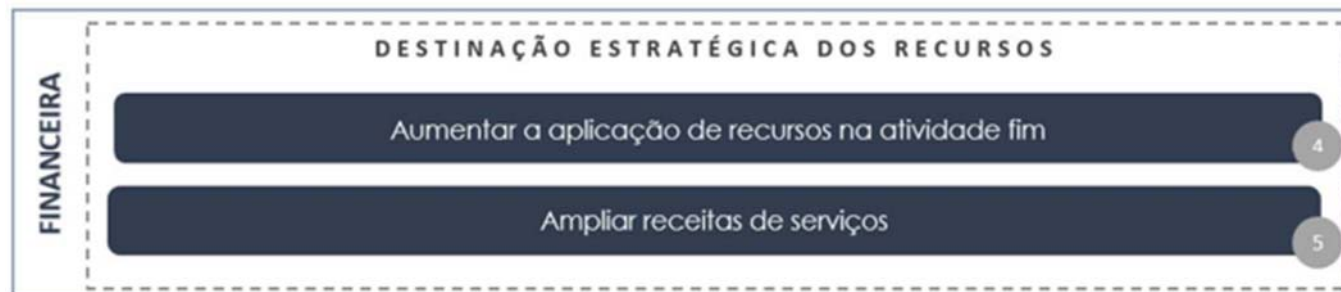 FINANCEIRA
DESTINAÇÃO ESTRATÉGICA DOS RECURSOS
Aumentar a aplicação de recursos na atividade fim
4
Ampliar receitas de serviços
5